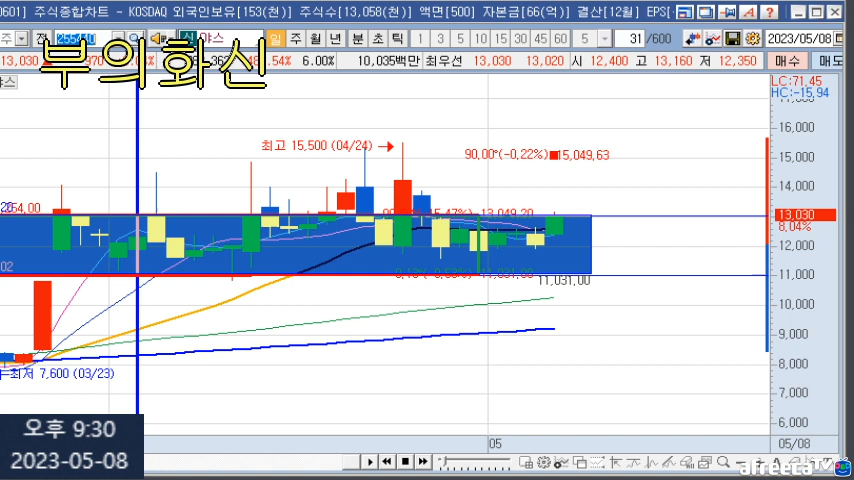 0601] 주식종합차트 - KOSDAQ 외국인보유[153(천)] 주식수[13,058(천)] 액면[500] 자본금[66(억)] 결산[12월] EPS[
일 주 월 년 분 초 틱 1 3 5 10 15 30 45 60 5 31 /600 2023/05/08
부의화신
13,030 6.00% 10,035백만 최우선 13,030 13,020 시 12,400 고 13,160 저 12,350 매수 매도
LC:71,45
HC:-15,94
16,000
최고 15,500 (04/24)
90,00°(-0,22%) 15,049,63
15,000
14,000
13,030
8,04%
12,000
11,000
11,031,00
10,000
9,000
8,000
최저 7,600 (03/23)
7,000
6,000
05
05/08
오후 9:30
2023-05-08
afreecaTV